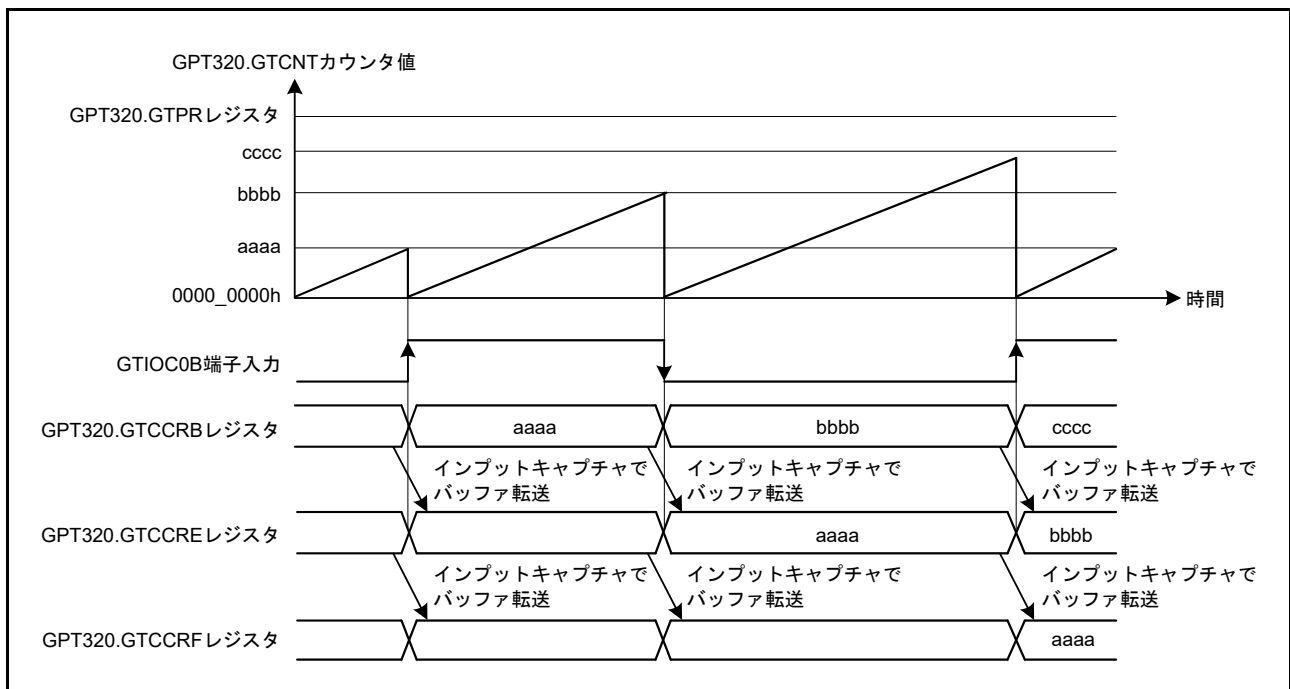 GPT320.GTCNTカウンタ値
GPT320.GTPRレジスタ
cccc
bbbb
aaaa
0000_0000h
時間
GTIOC0B端子入力
GPT320.GTCCRBレジスタ
aaaa
bbbb
cccc
インプットキャプチャで
バッファ転送
インプットキャプチャで
バッファ転送
インプットキャプチャで
バッファ転送
GPT320.GTCCREレジスタ
aaaa
bbbb
インプットキャプチャで
バッファ転送
インプットキャプチャで
バッファ転送
インプットキャプチャで
バッファ転送
GPT320.GTCCRFレジスタ
aaaa